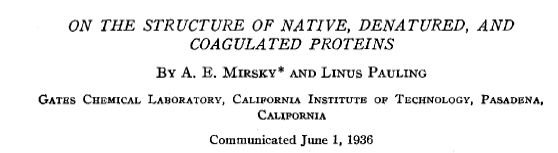 ON THE STRUCTURE OF NATIVE, DENATURED, AND
COAGULATED PROTEINS
BY A. E. MIRSKY* AND LINUS PAULING
GATES CHEMICAL LABORATORY, CALIFORNIA INSTITUTE OF TECHNOLOGY, PASADENA,
CALIFORNIA
Communicated June 1, 1936